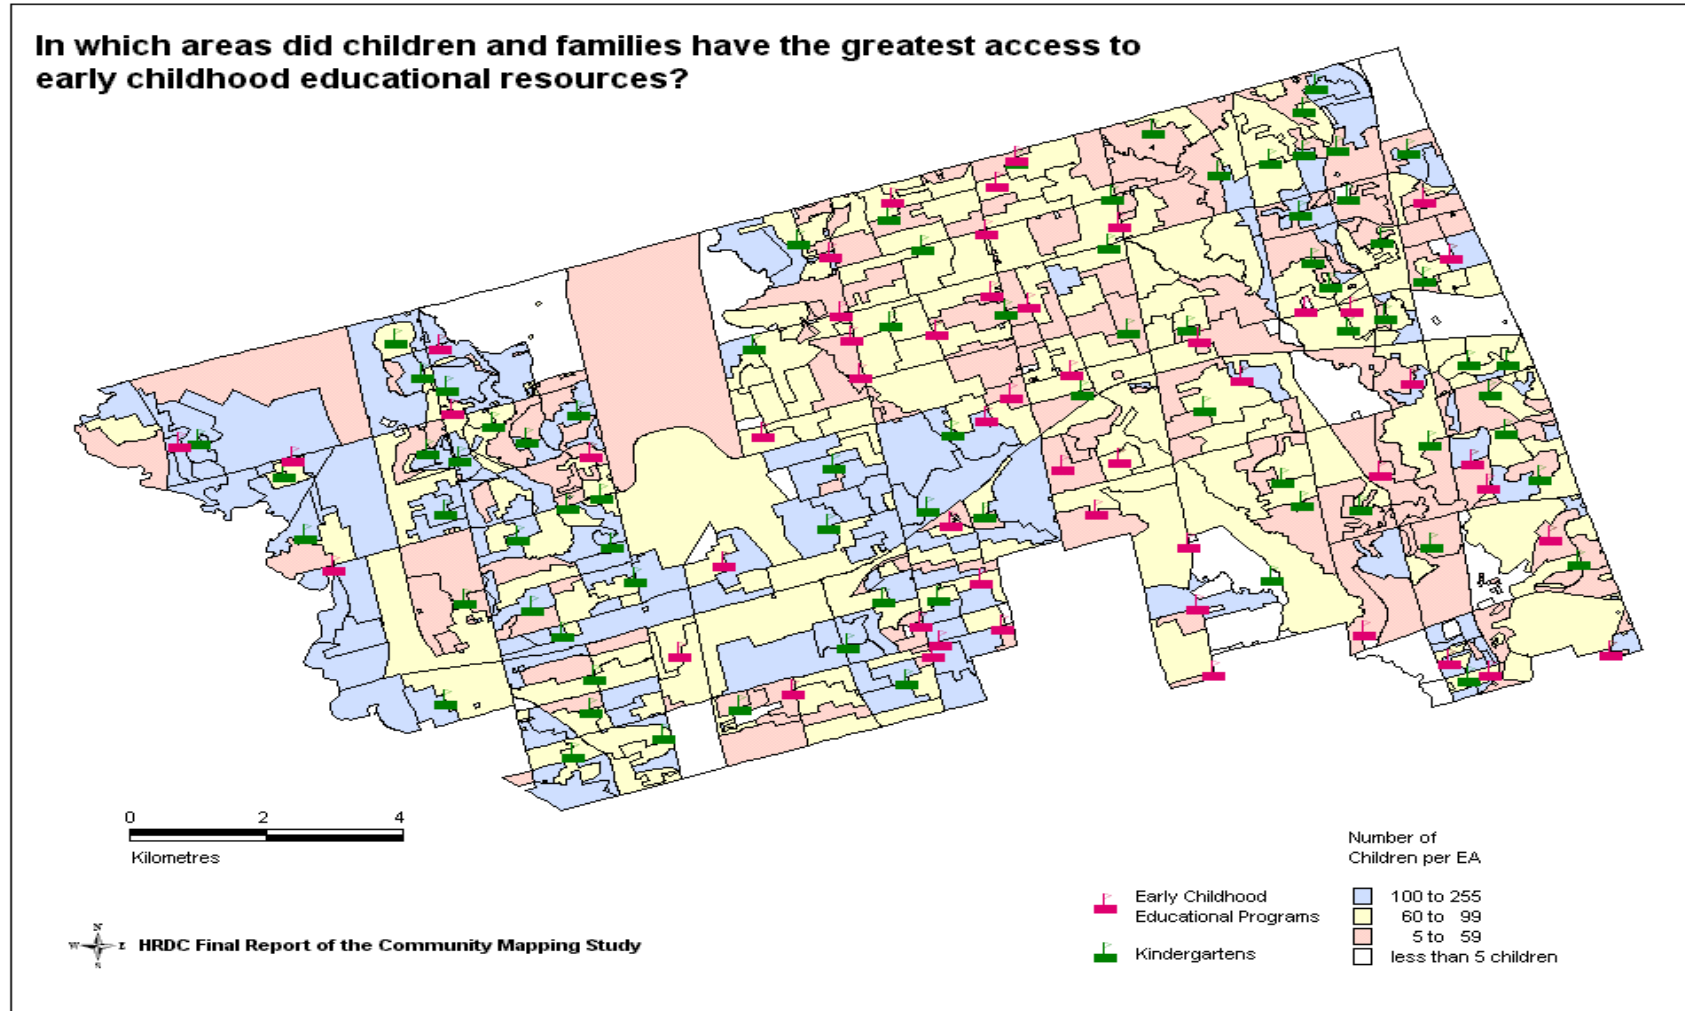 In which areas did children and families have the greatest access to
early childhood educational resources?
0 2 4
Kilometres
N
W E
S
HRDC Final Report of the Community Mapping Study
Early Childhood
Educational Programs
Kindergartens
Number of
Children per EA
100 to 255
60 to 99
5 to 59
less than 5 children